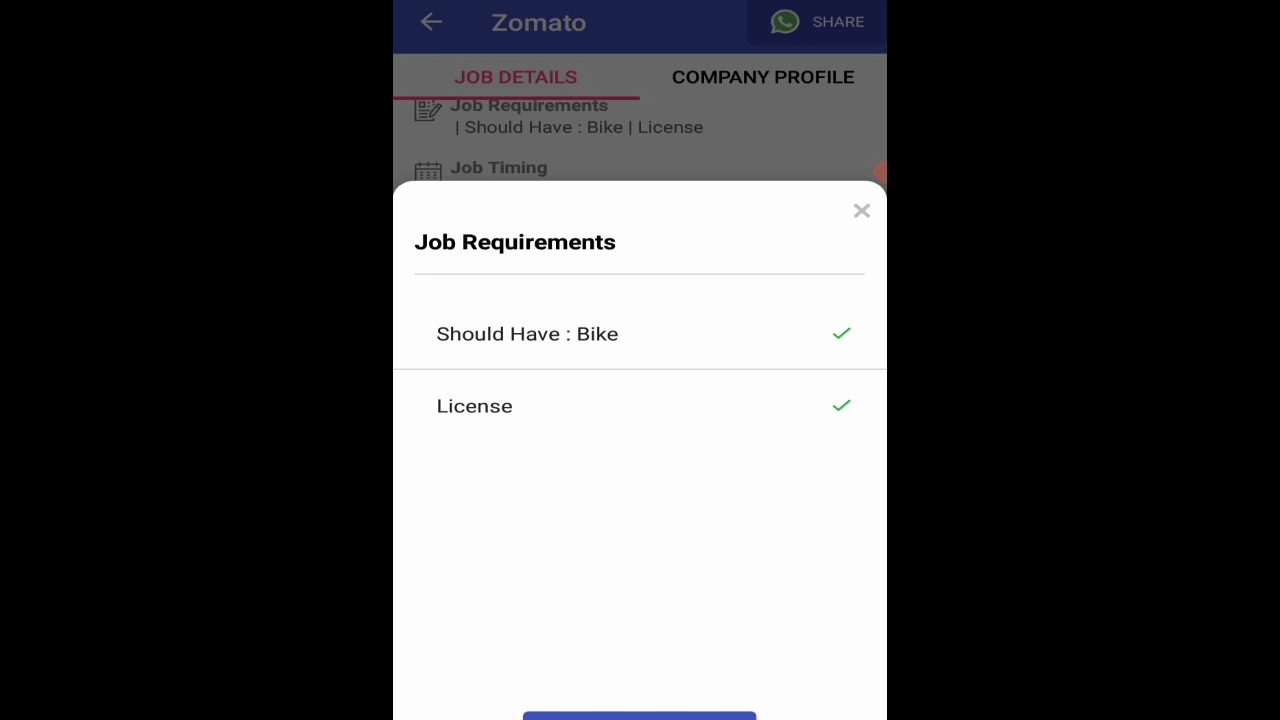 Zomato
SHARE
JOB DETAILS
COMPANY PROFILE
Job Requirements
| Should Have : Bike | License
Job Timing
Job Requirements
Should Have : Bike
License